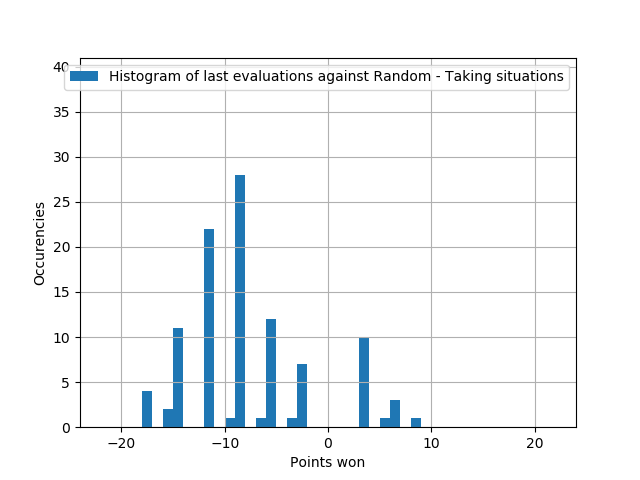 Histogram of last evaluations against Random - Taking situations
40
35
30
25
20
15
10
5
0
Occurencies
−20 −10 0 10 20
Points won